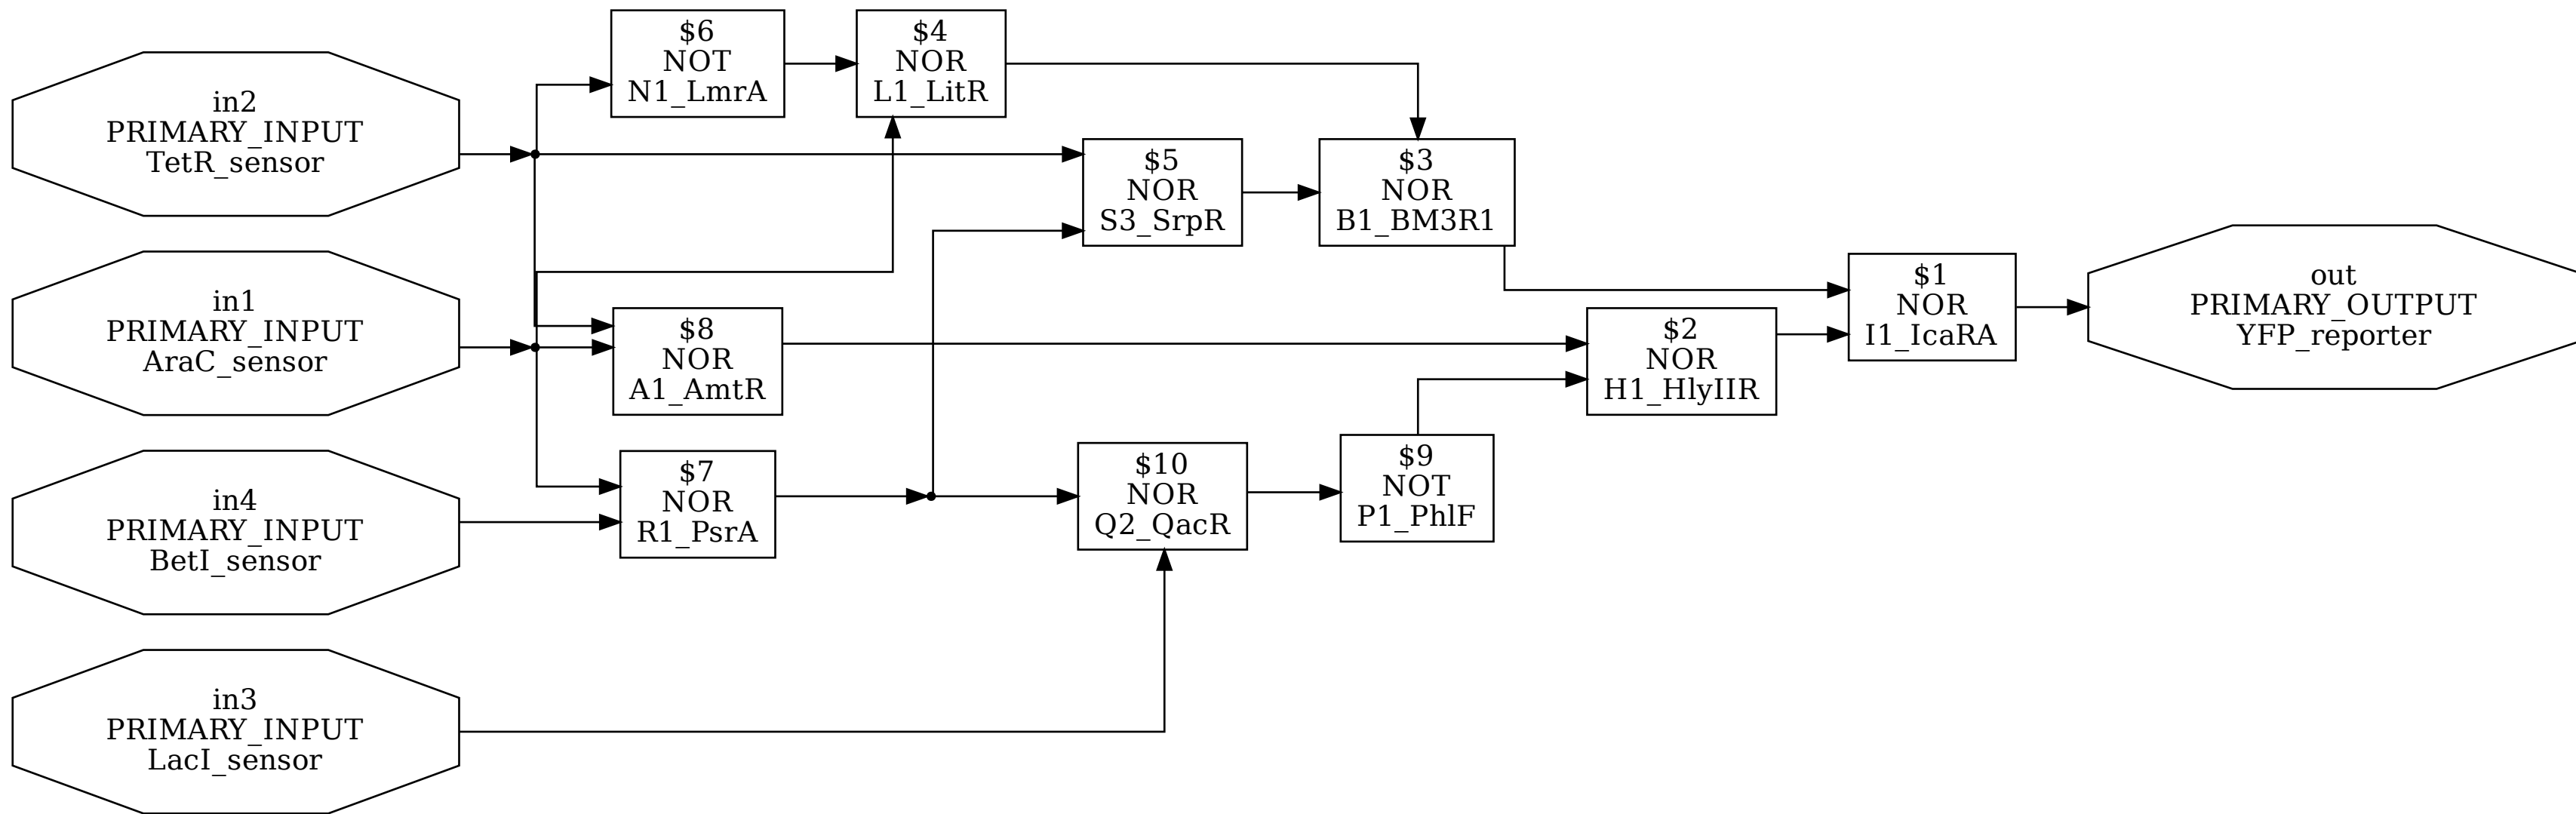 in2
PRIMARY_INPUT
TetR_sensor
in1
PRIMARY_INPUT
AraC_sensor
in4
PRIMARY_INPUT
BetI_sensor
in3
PRIMARY_INPUT
LacI_sensor
$6
NOT
N1_LmrA
$4
NOR
L1_LitR
$5
NOR
S3_SrpR
$3
NOR
B1_BM3R1
$8
NOR
A1_AmtR
$7
NOR
R1_PsrA
$10
NOR
Q2_QacR
$9
NOT
P1_PhlF
$2
NOR
H1_HlyIIR
$1
NOR
I1_IcaRA
out
PRIMARY_OUTPUT
YFP_reporter